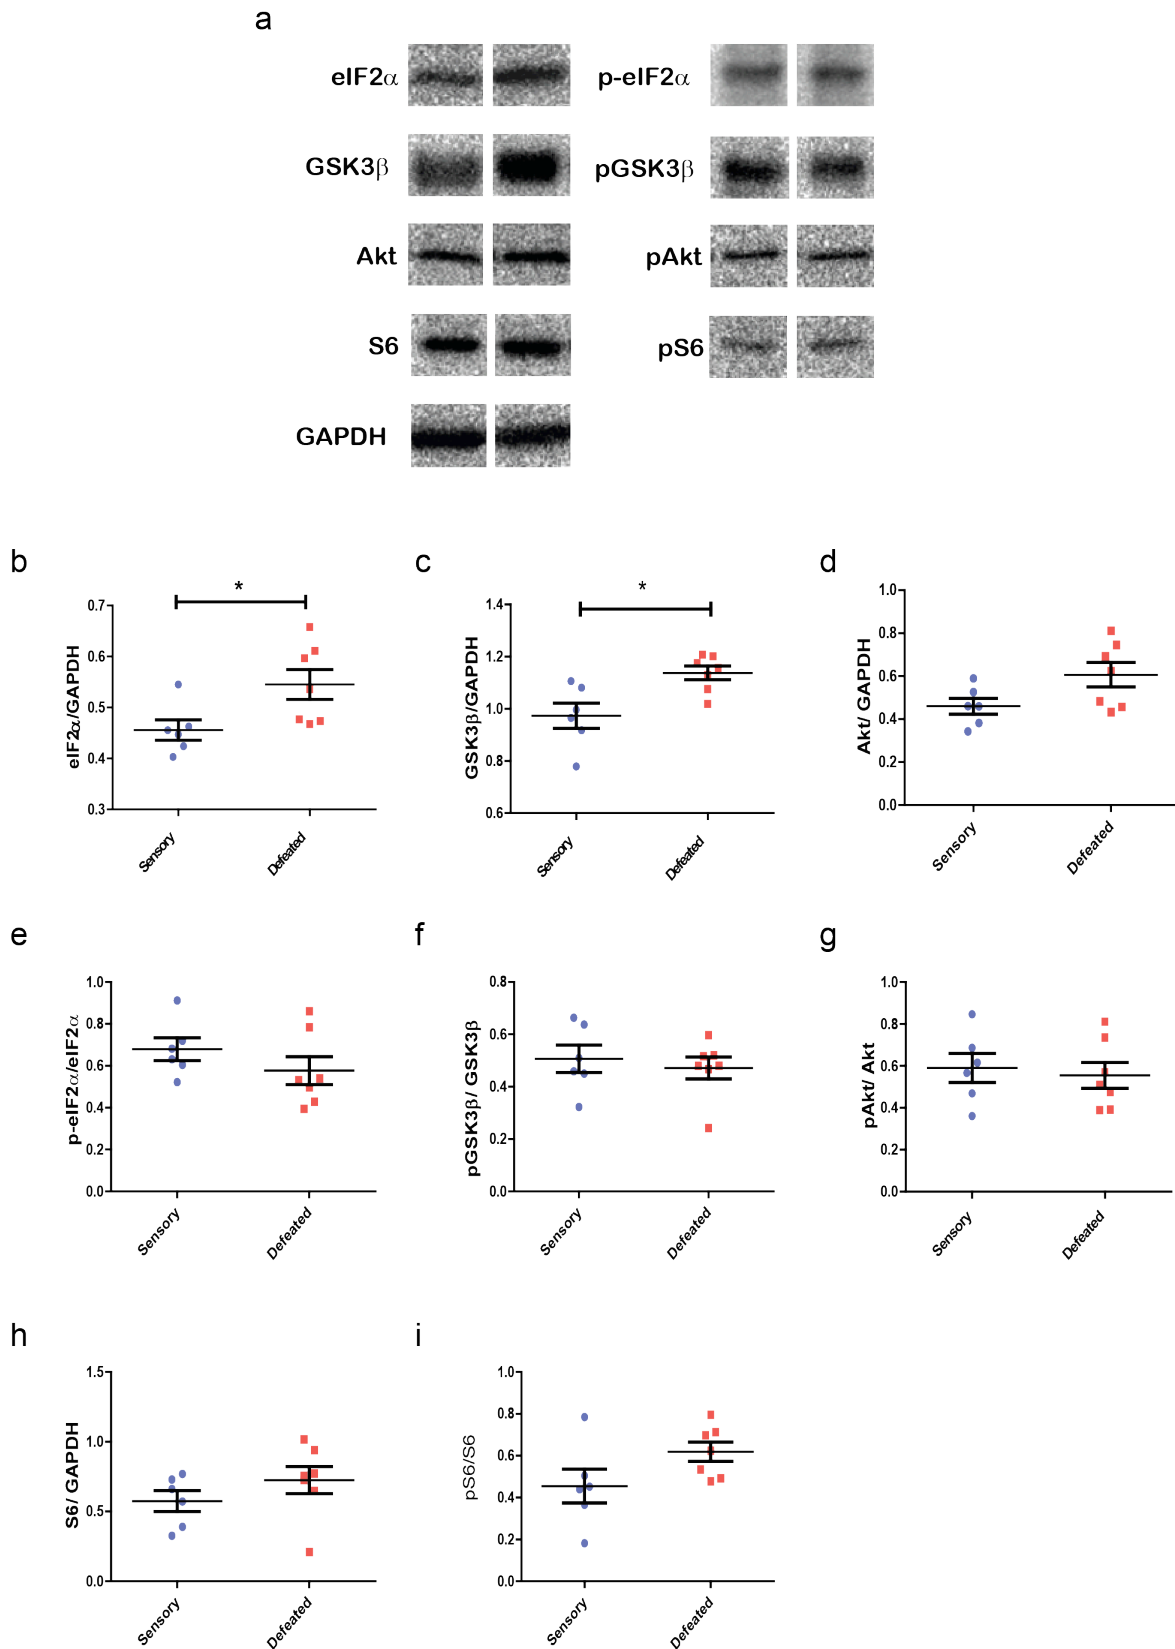 a
eIF2α
p-eIF2α
GSK3β
pGSK3β
Akt
pAkt
S6
pS6
GAPDH
b
*
eIF2α/GAPDH
0.7
0.6
0.5
0.4
0.3
Sensory
Defeated
c
*
GSK3β/GAPDH
1.4
1.2
1.0
0.8
0.6
Sensory
Defeated
d
Akt/ GAPDH
1.0
0.8
0.6
0.4
0.2
0.0
Sensory
Defeated
e
p-eIF2α/eIF2α
1.0
0.8
0.6
0.4
0.2
0.0
Sensory
Defeated
f
pGSK3β/ GSK3β
0.8
0.6
0.4
0.2
0.0
Sensory
Defeated
g
pAkt/ Akt
1.0
0.8
0.6
0.4
0.2
0.0
Sensory
Defeated
h
S6/ GAPDH
1.5
1.0
0.5
0.0
Sensory
Defeated
i
pS6/S6
1.0
0.8
0.6
0.4
0.2
0.0
Sensory
Defeated